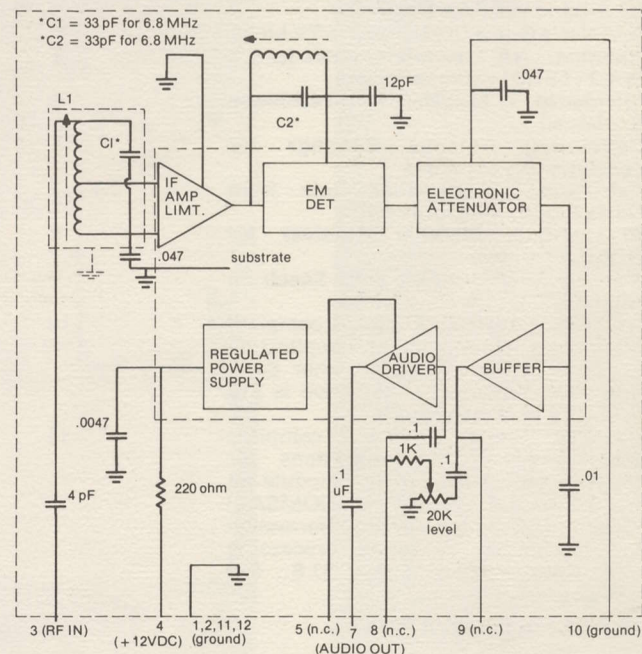 *C1 = 33 pF for 6.8 MHz
*C2 = 33pF for 6.8 MHz
L1
C1*
.047
IF
AMP
LIMT.
C2*
12pF
.047
FM
DET
ELECTRONIC
ATTENUATOR
substrate
REGULATED
POWER
SUPPLY
AUDIO
DRIVER
BUFFER
.0047
4 pF
220 ohm
.1
uF
.1
1K
.1
20K
level
.01
3 (RF IN)
4
(+12VDC)
1,2,11,12
(ground)
5 (n.c.)
7
(AUDIO OUT)
8 (n.c.)
9 (n.c.)
10 (ground)